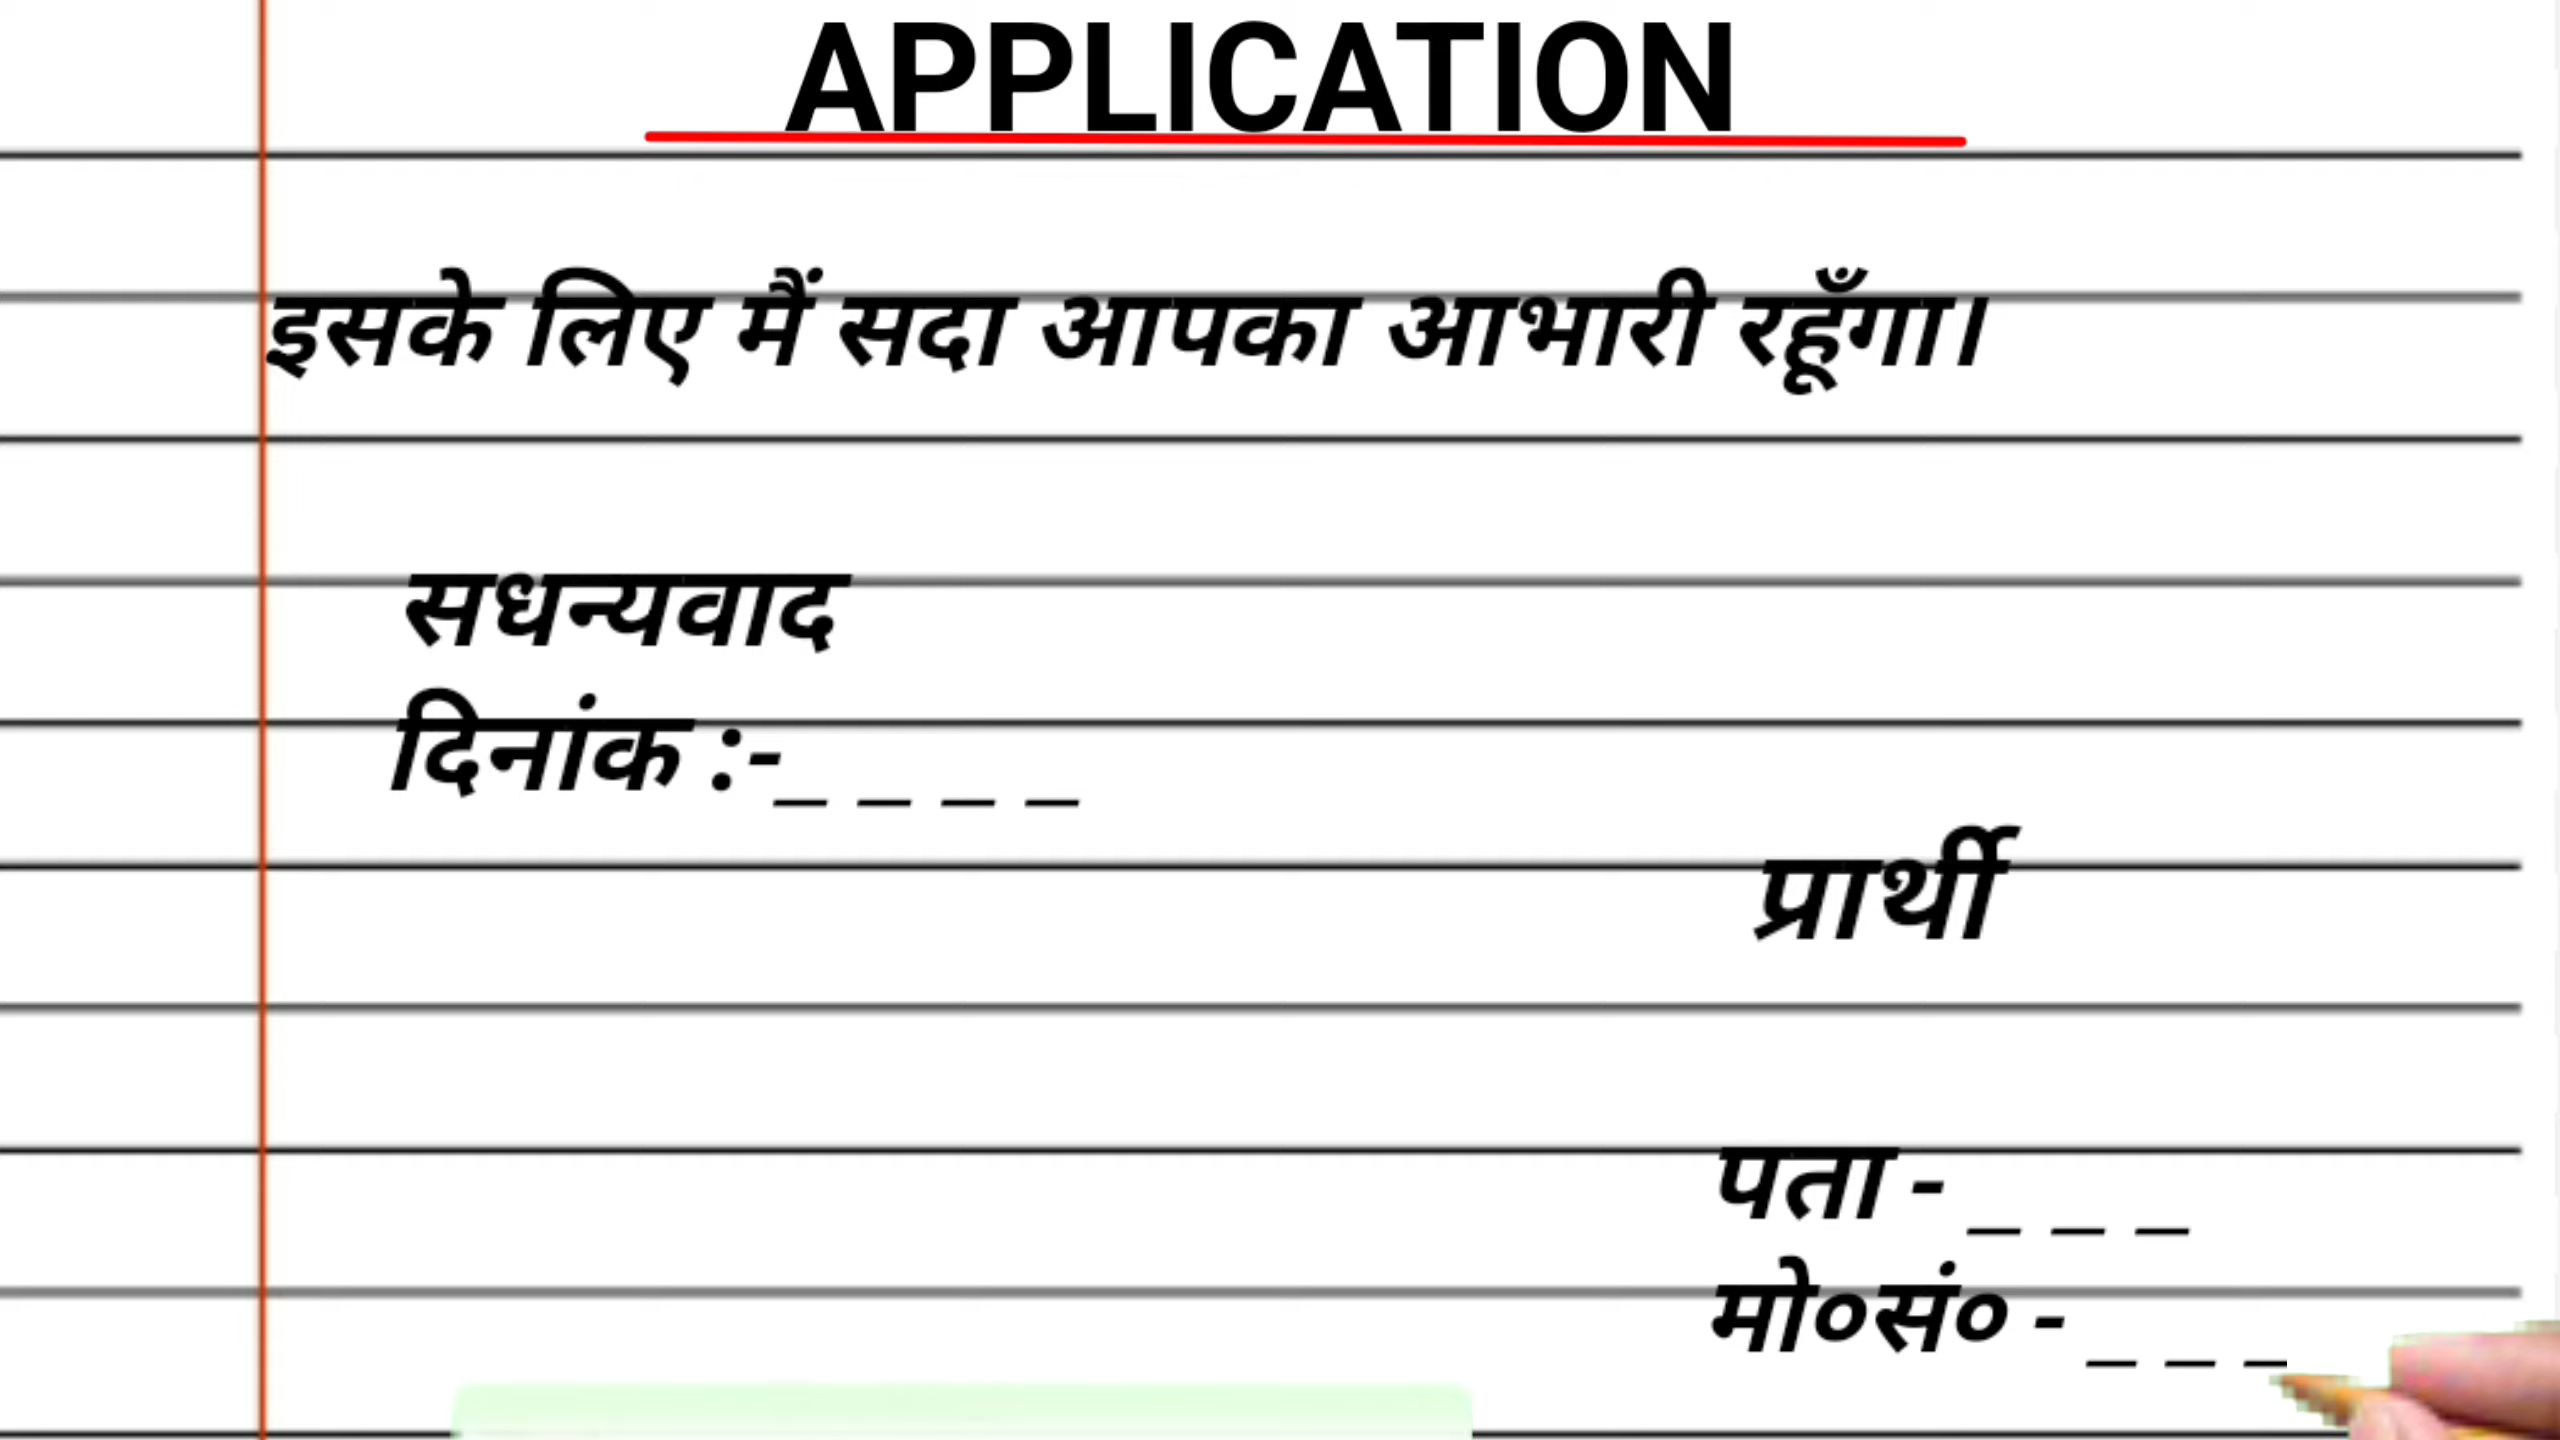 APPLICATION
इसके लिए मैं सदा आपका आभारी रहूँगा।
सधन्यवाद
दिनांक :-_ _ _ _
प्रार्थी
पता - _ _ _
मो०सं० - _ _ _